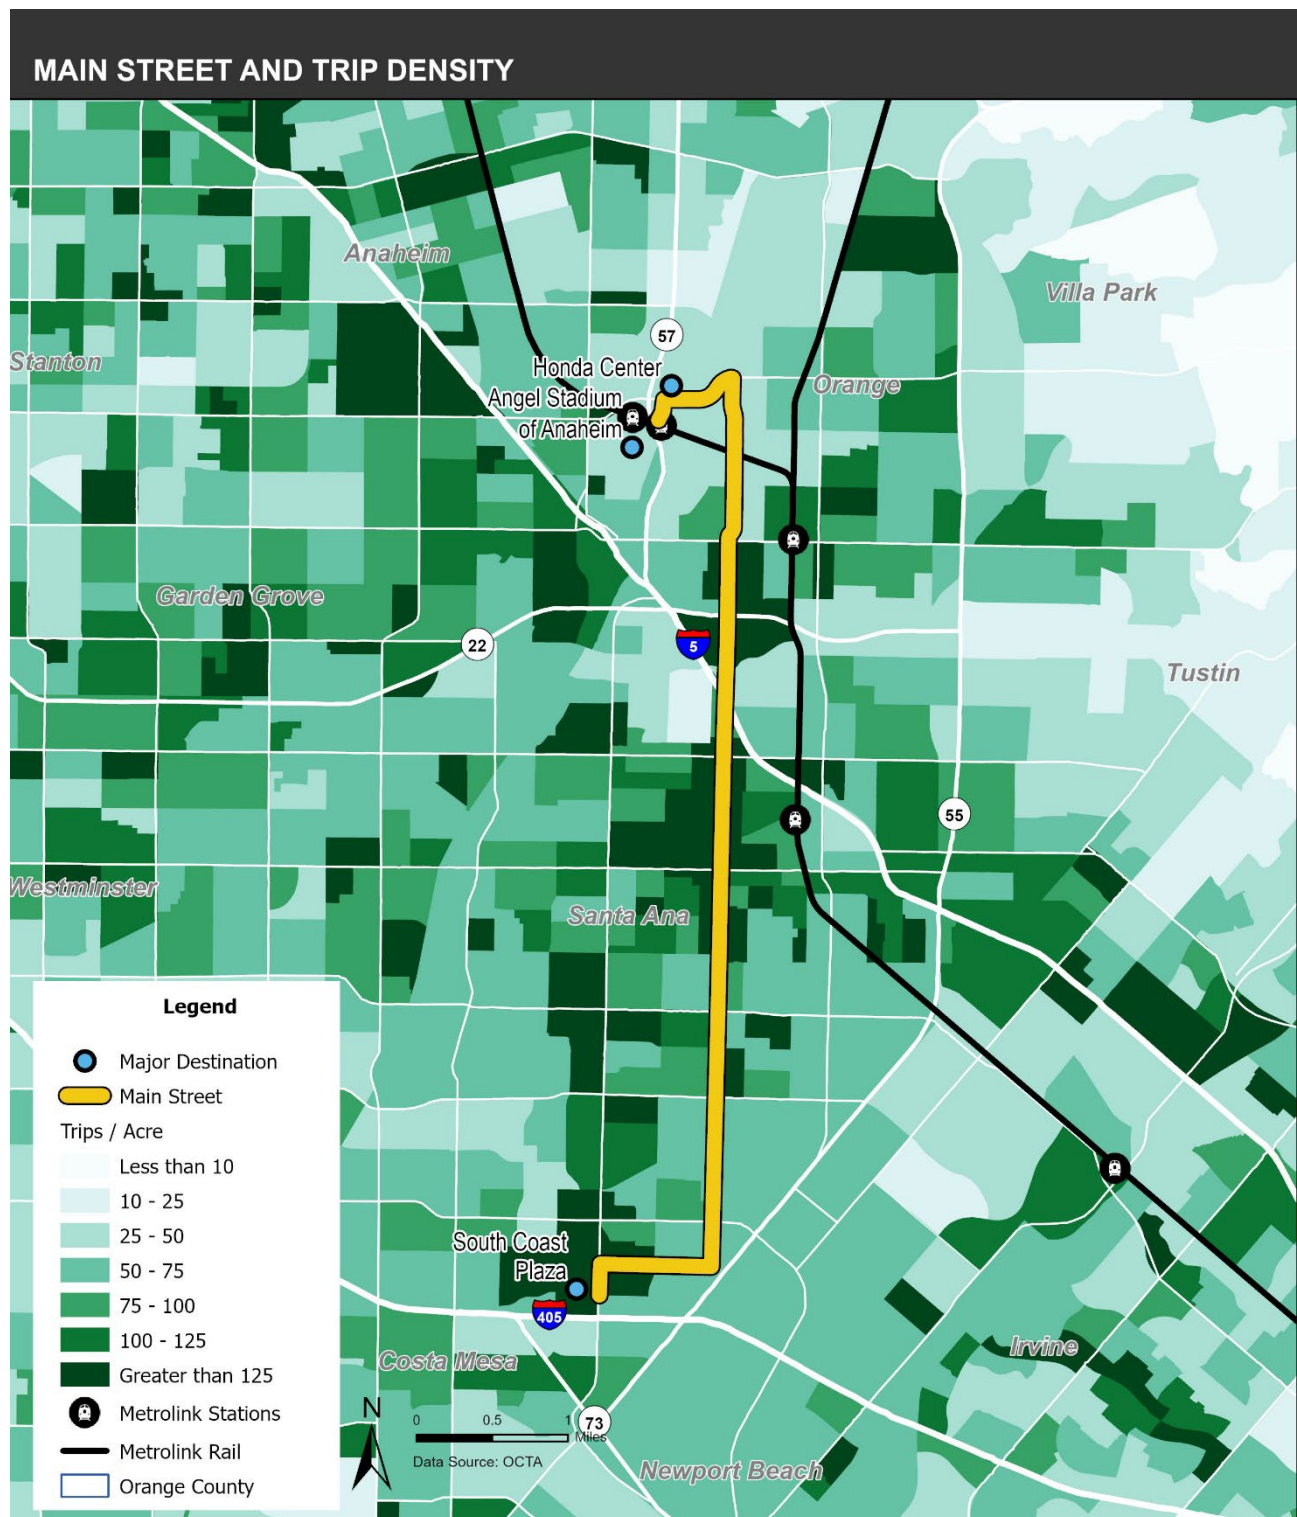 MAIN STREET AND TRIP DENSITY
Anaheim
Villa Park
Stanton
57
Honda Center
Orange
Angel Stadium
of Anaheim
Garden Grove
22
5
Tustin
55
Westminster
Santa Ana
Legend
Major Destination
Main Street
Trips / Acre
Less than 10
10 - 25
25 - 50
50 - 75
75 - 100
100 - 125
Greater than 125
Metrolink Stations
Metrolink Rail
Orange County
South Coast
Plaza
405
Costa Mesa
Irvine
N
0 0.5 1
Miles
73
Data Source: OCTA
Newport Beach